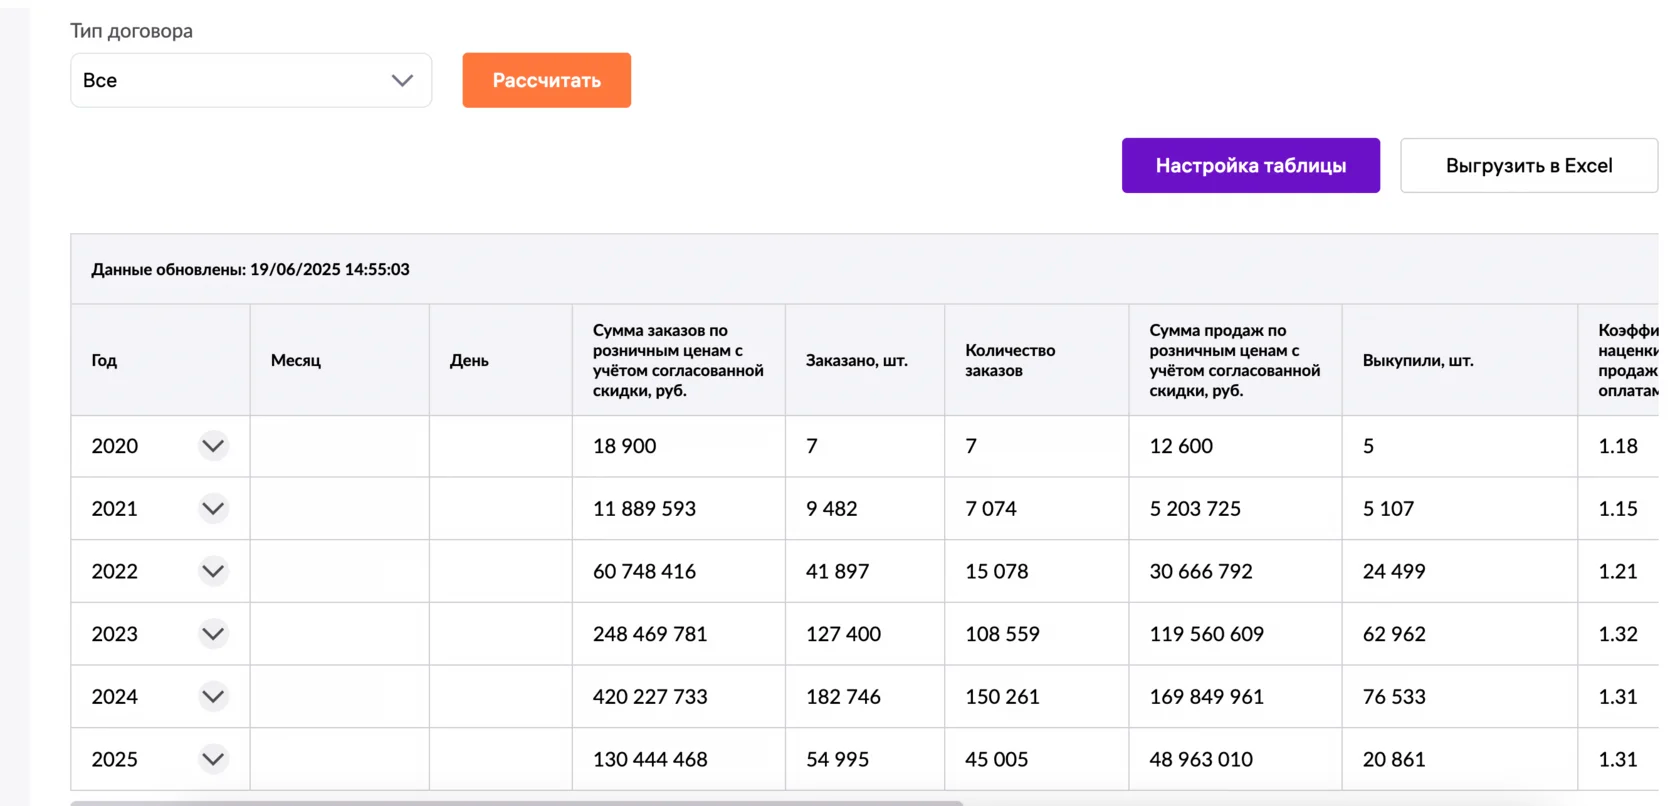 Тип договора
Все
Рассчитать
Настройка таблицы
Выгрузить в Excel
Данные обновлены: 19/06/2025 14:55:03
Год
Месяц
День
Сумма заказов по
розничным ценам с
учётом согласованной
скидки, руб.
Заказано, шт.
Количество
заказов
Сумма продаж по
розничным ценам с
учётом согласованной
скидки, руб.
Выкупили, шт.
Коэффи
наценки
продаж
оплатам
2020 18 900 7 7 12 600 5 1.18
2021 11 889 593 9 482 7 074 5 203 725 5 107 1.15
2022 60 748 416 41 897 15 078 30 666 792 24 499 1.21
2023 248 469 781 127 400 108 559 119 560 609 62 962 1.32
2024 420 227 733 182 746 150 261 169 849 961 76 533 1.31
2025 130 444 468 54 995 45 005 48 963 010 20 861 1.31